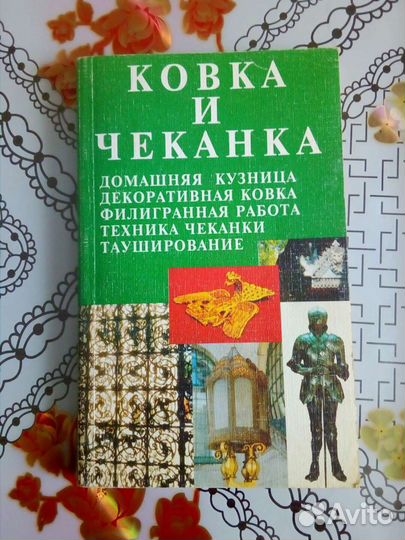 КОВКА
И
ЧЕКАНКА
ДОМАШНЯЯ КУЗНИЦА
ДЕКОРАТИВНАЯ КОВКА
ФИЛИГРАННАЯ РАБОТА
ТЕХНИКА ЧЕКАНКИ
ТАУШИРОВАНИЕ
Avito